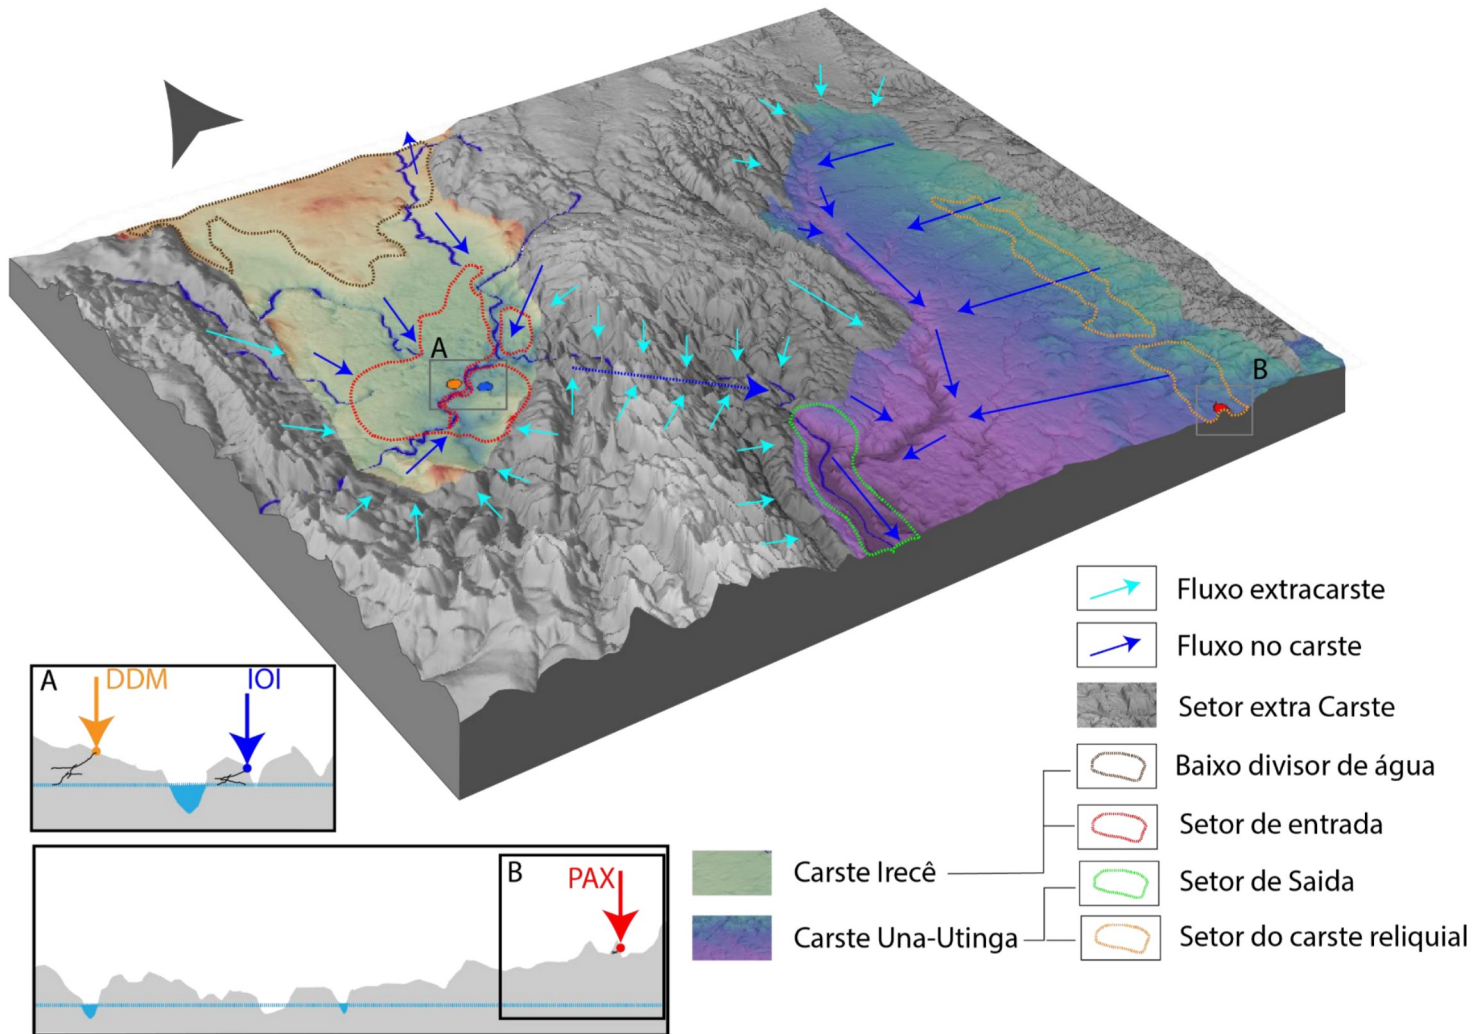 A
B
Fluxo extracarste
Fluxo no carste
Setor extra Carste
Baixo divisor de água
Setor de entrada
Setor de Saida
Setor do carste reliquial
Carste Irecê
Carste Una-Utinga
A
DDM
IOI
B
PAX